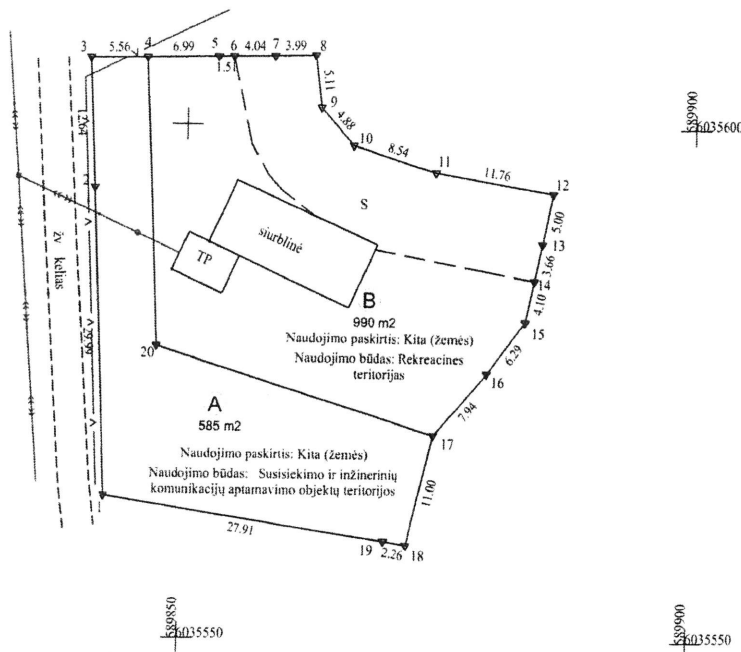 3 5.56 4 6.99 5 6 4.04 7 3.99 8
1.51
5.11
9
4.88
10
8.54
11
11.76
12
5.00
13
3.66
14
4.10
15
6.29
16
7.94
17
11.00
18
2.26
19
27.91
1
2
12.64
20
S
siurblinė
TP
žv kelias
B
990 m2
Naudojimo paskirtis: Kita (žemės)
Naudojimo būdas: Rekreacines
teritorijas
A
585 m2
Naudojimo paskirtis: Kita (žemės)
Naudojimo būdas: Susisiekimo ir inžinerinių
komunikacijų aptarnavimo objektų teritorijos
589900
6035600
589850
6035550
589900
6035550